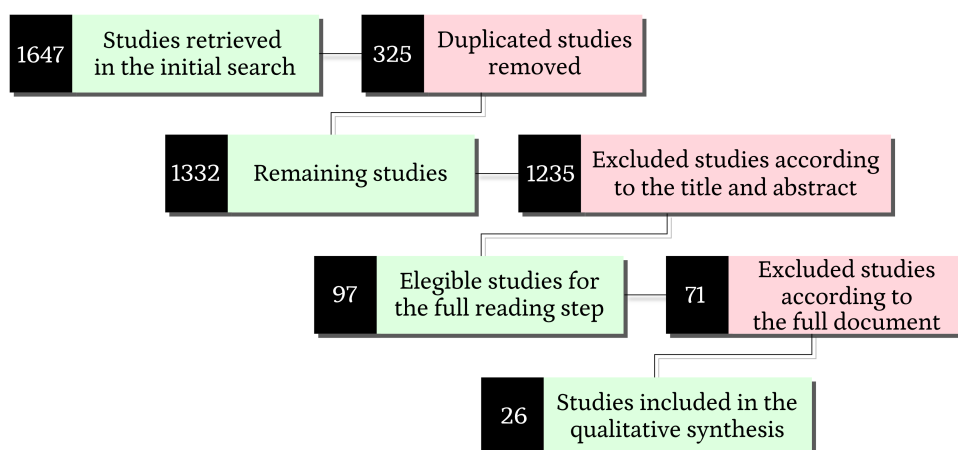 1647
Studies retrieved
in the initial search
325
Duplicated studies
removed
1332
Remaining studies
1235
Excluded studies according
to the title and abstract
97
Elegible studies for
the full reading step
71
Excluded studies
according to
the full document
26
Studies included in the
qualitative synthesis